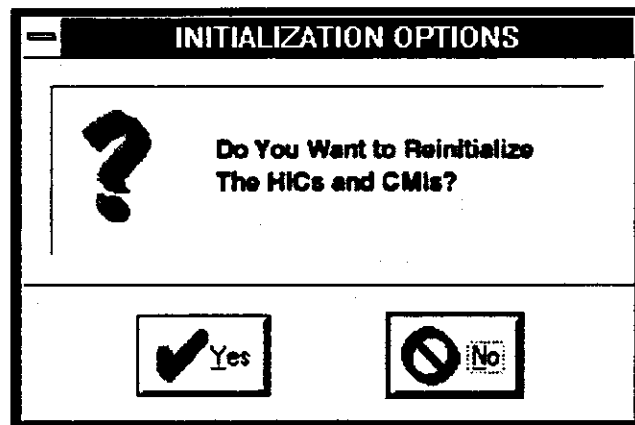 INITIALIZATION OPTIONS
Do You Want to Reinitialize
The HICs and CMIs?
Yes
No